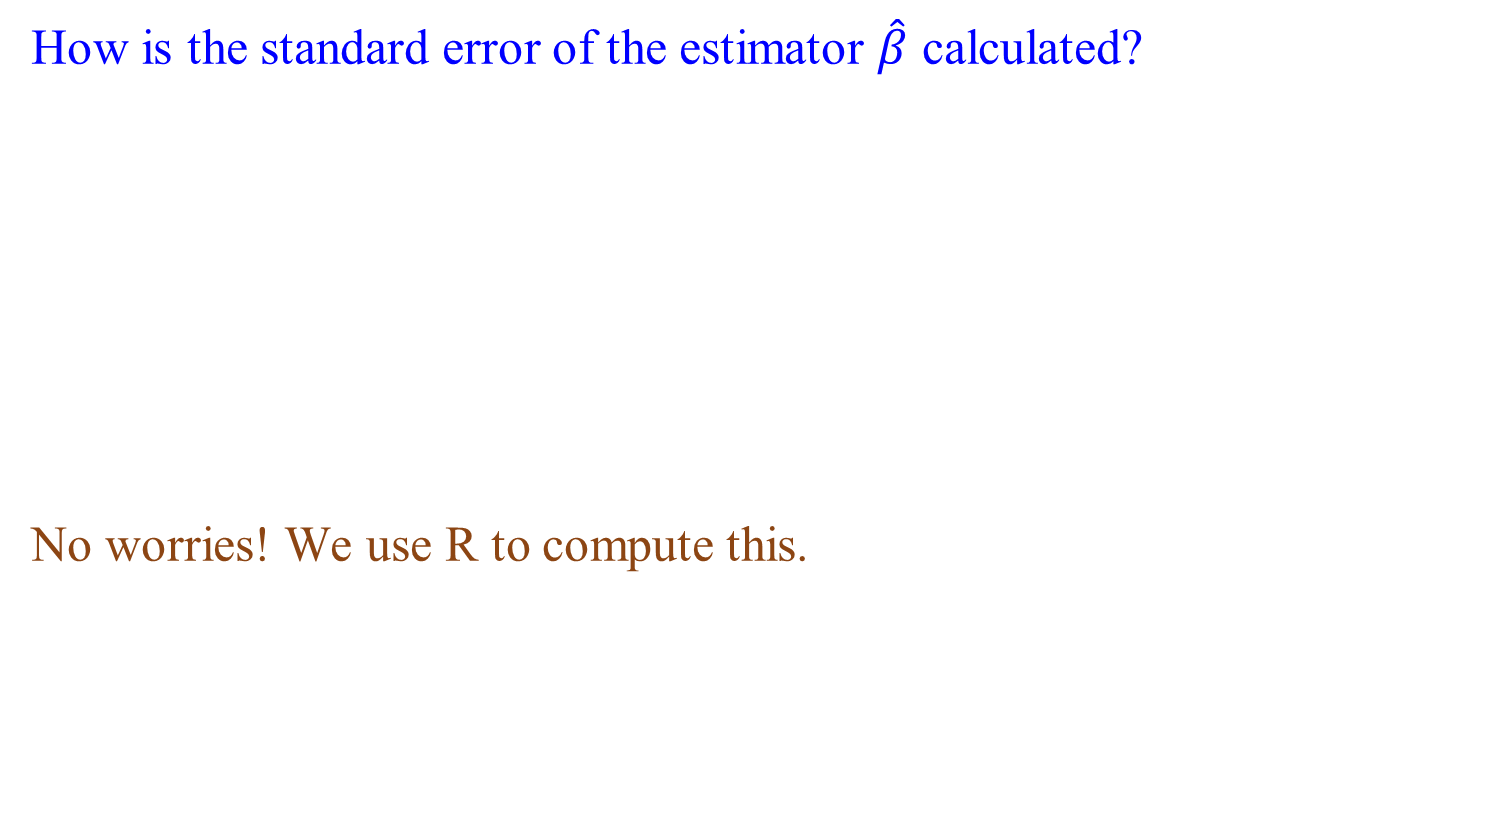 How is the standard error of the estimator β̂ calculated?
No worries! We use R to compute this.